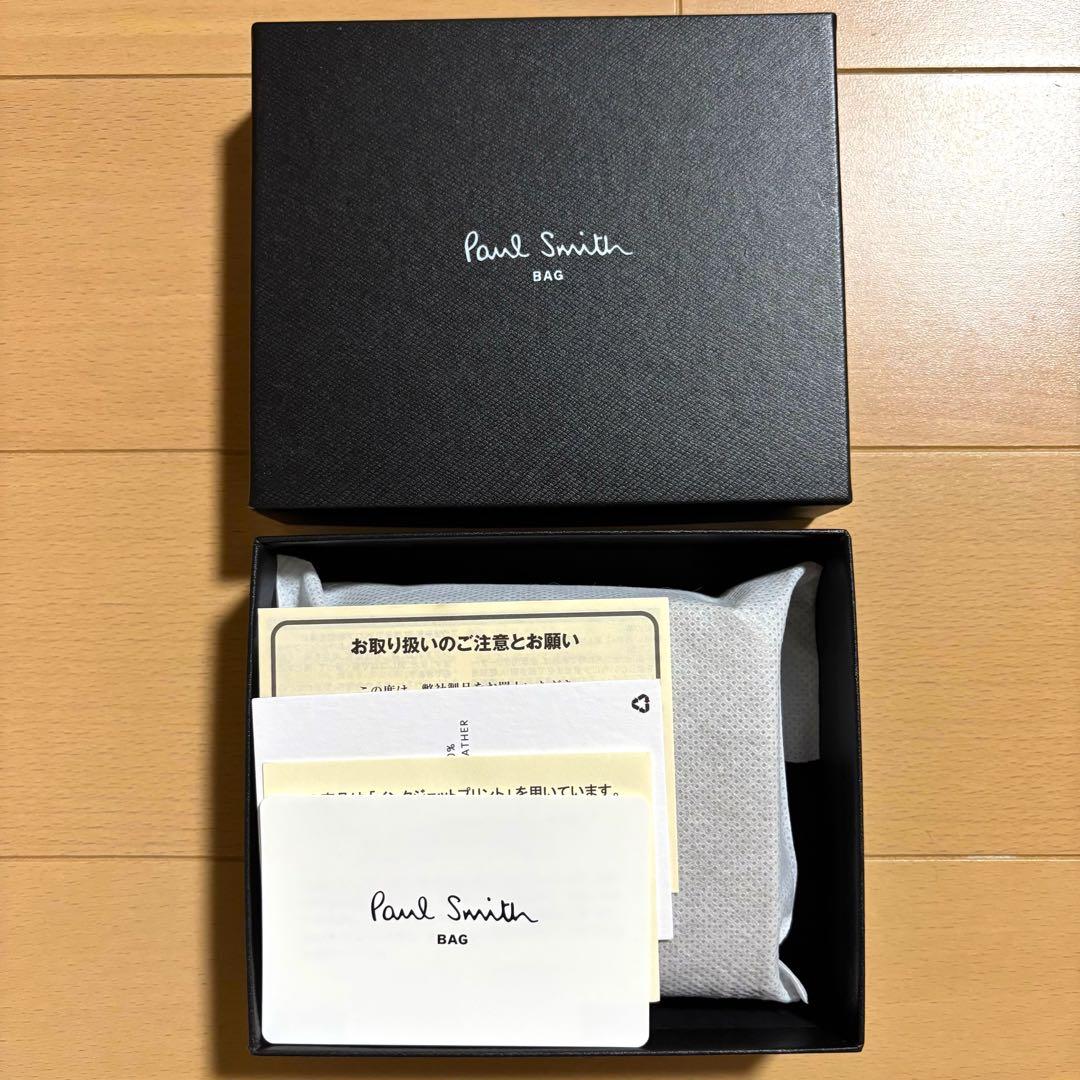 Paul Smith
BAG
お取り扱いのご注意とお願い
この度は、弊社製品をお買
0%
ATHER
「インクジェットプリント」を用いています。
Paul Smith
BAG